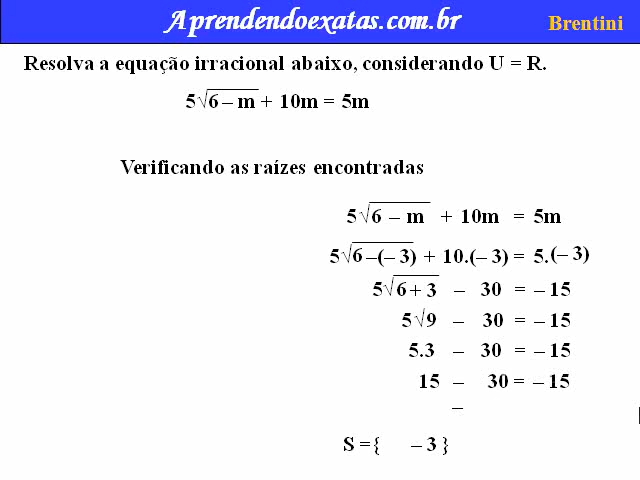 Aprendendoexatas.com.br Brentini
Resolva a equação irracional abaixo, considerando U = R.
5√6 – m + 10m = 5m
Verificando as raízes encontradas
5√6 – m + 10m = 5m
5√6 –(– 3) + 10.(– 3) = 5.(– 3)
5√6 + 3 – 30 = – 15
5√9 – 30 = – 15
5.3 – 30 = – 15
15 – 30 = – 15
–
S ={ – 3 }